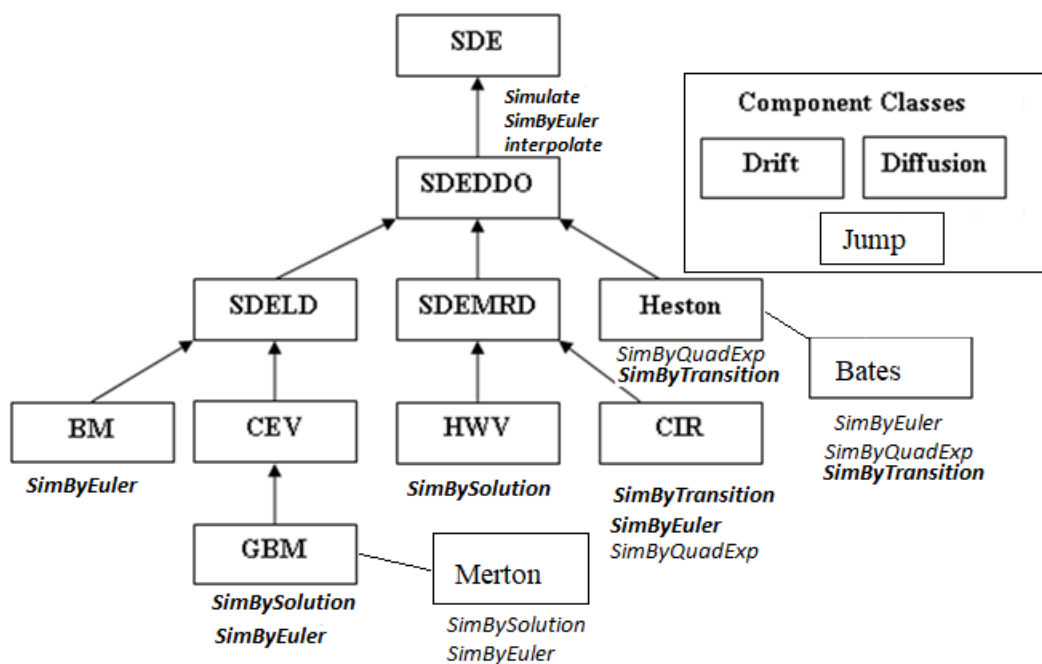 SDE
Simulate
SimByEuler
interpolate
Component Classes
Drift
Diffusion
Jump
SDEDDO
SDELD
SDEMRD
Heston
SimByQuadExp
SimByTransition
Bates
SimByEuler
SimByQuadExp
SimByTransition
BM
SimByEuler
CEV
HWV
SimBySolution
CIR
SimByTransition
SimByEuler
SimByQuadExp
GBM
SimBySolution
SimByEuler
Merton
SimBySolution
SimByEuler